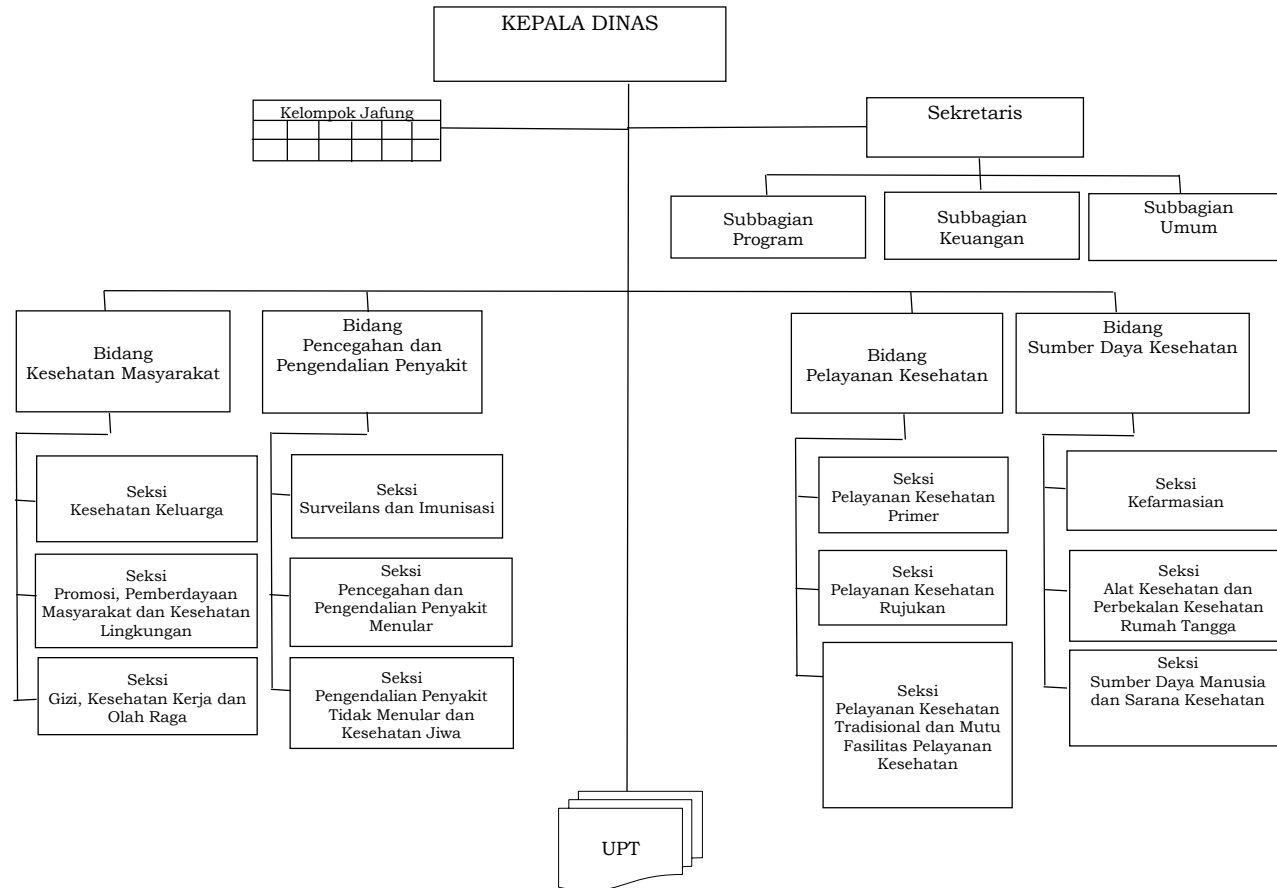 KEPALA DINAS
Kelompok Jafung
Sekretaris
Subbagian
Program
Subbagian
Keuangan
Subbagian
Umum
Bidang
Kesehatan Masyarakat
Bidang
Pencegahan dan
Pengendalian Penyakit
Bidang
Pelayanan Kesehatan
Bidang
Sumber Daya Kesehatan
Seksi
Kesehatan Keluarga
Seksi
Promosi, Pemberdayaan
Masyarakat dan Kesehatan
Lingkungan
Seksi
Gizi, Kesehatan Kerja dan
Olah Raga
Seksi
Surveilans dan Imunisasi
Seksi
Pencegahan dan
Pengendalian Penyakit
Menular
Seksi
Pengendalian Penyakit
Tidak Menular dan
Kesehatan Jiwa
Seksi
Pelayanan Kesehatan
Primer
Seksi
Pelayanan Kesehatan
Rujukan
Seksi
Pelayanan Kesehatan
Tradisional dan Mutu
Fasilitas Pelayanan
Kesehatan
Seksi
Kefarmasian
Seksi
Alat Kesehatan dan
Perbekalan Kesehatan
Rumah Tangga
Seksi
Sumber Daya Manusia
dan Sarana Kesehatan
UPT